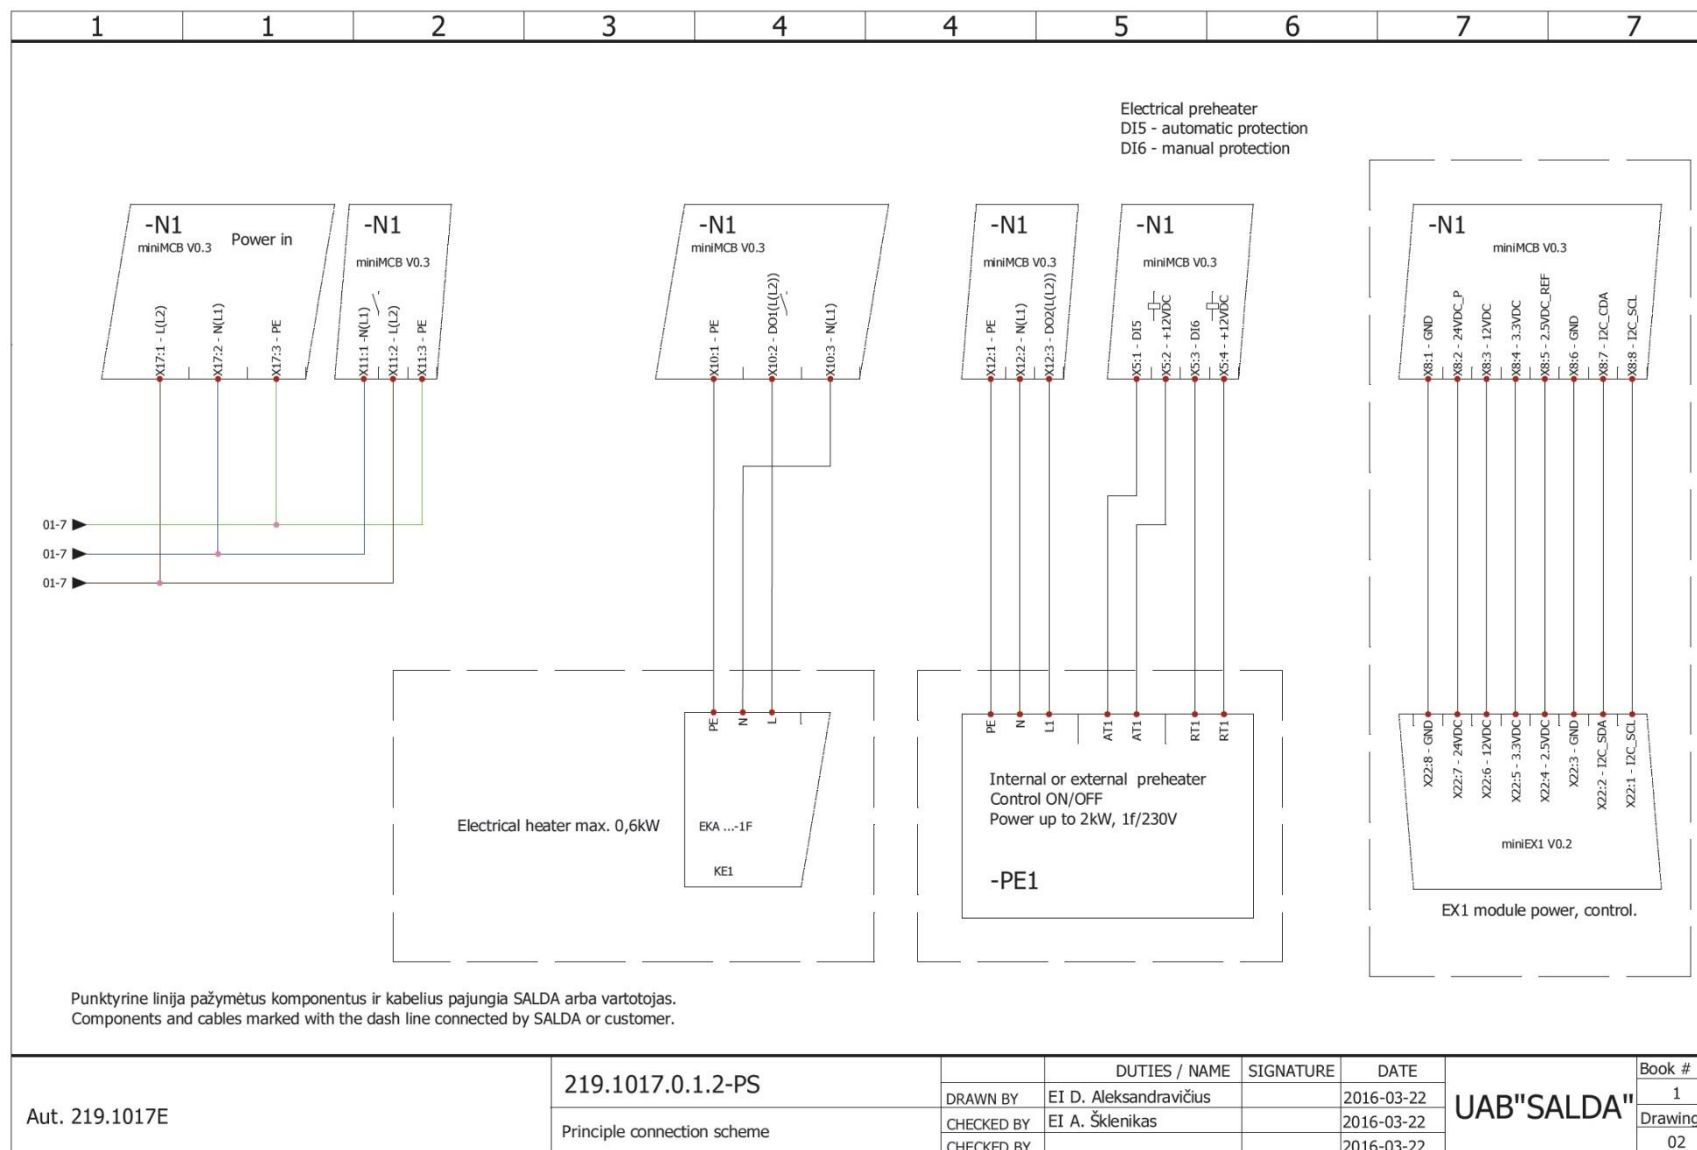 1 1 2 3 4 4 5 6 7 7
Electrical preheater
DI5 - automatic protection
DI6 - manual protection
-N1
miniMCB V0.3
Power in
X17:1 - L(L2)
X17:2 - N(L1)
X17:3 - PE
-N1
miniMCB V0.3
X11:1 -N(L1)
X11:2 - L(L2)
X11:3 - PE
-N1
miniMCB V0.3
X10:1 - PE
X10:2 - DO1(L(L2))
X10:3 - N(L1)
-N1
miniMCB V0.3
X12:1 - PE
X12:2 - N(L1)
X12:3 - DO2(L(L2))
-N1
miniMCB V0.3
X5:1 - DI5
X5:2 - +12VDC
X5:3 - DI6
X5:4 - +12VDC
-N1
miniMCB V0.3
X8:1 - GND
X8:2 - 24VDC_P
X8:3 - 12VDC
X8:4 - 3.3VDC
X8:5 - 2.5VDC_REF
X8:6 - GND
X8:7 - I2C_CDA
X8:8 - I2C_SCL
01-7
01-7
01-7
Electrical heater max. 0,6kW
PE
N
L
EKA ...-1F
KE1
PE
N
L1
AT1
AT1
RT1
RT1
Internal or external preheater
Control ON/OFF
Power up to 2kW, 1f/230V
-PE1
X22:8 - GND
X22:7 - 24VDC
X22:6 - 12VDC
X22:5 - 3.3VDC
X22:4 - 2.5VDC
X22:3 - GND
X22:2 - I2C_SDA
X22:1 - I2C_SCL
miniEX1 V0.2
EX1 module power, control.
Punktyrine linija pažymėtus komponentus ir kabelius pajungia SALDA arba vartotojas.
Components and cables marked with the dash line connected by SALDA or customer.
Aut. 219.1017E
219.1017.0.1.2-PS
Principle connection scheme
DUTIES / NAME SIGNATURE DATE
DRAWN BY EI D. Aleksandravičius 2016-03-22
CHECKED BY EI A. Šklenikas 2016-03-22
CHECKED BY 2016-03-22
UAB"SALDA"
Book #
1
Drawing
02